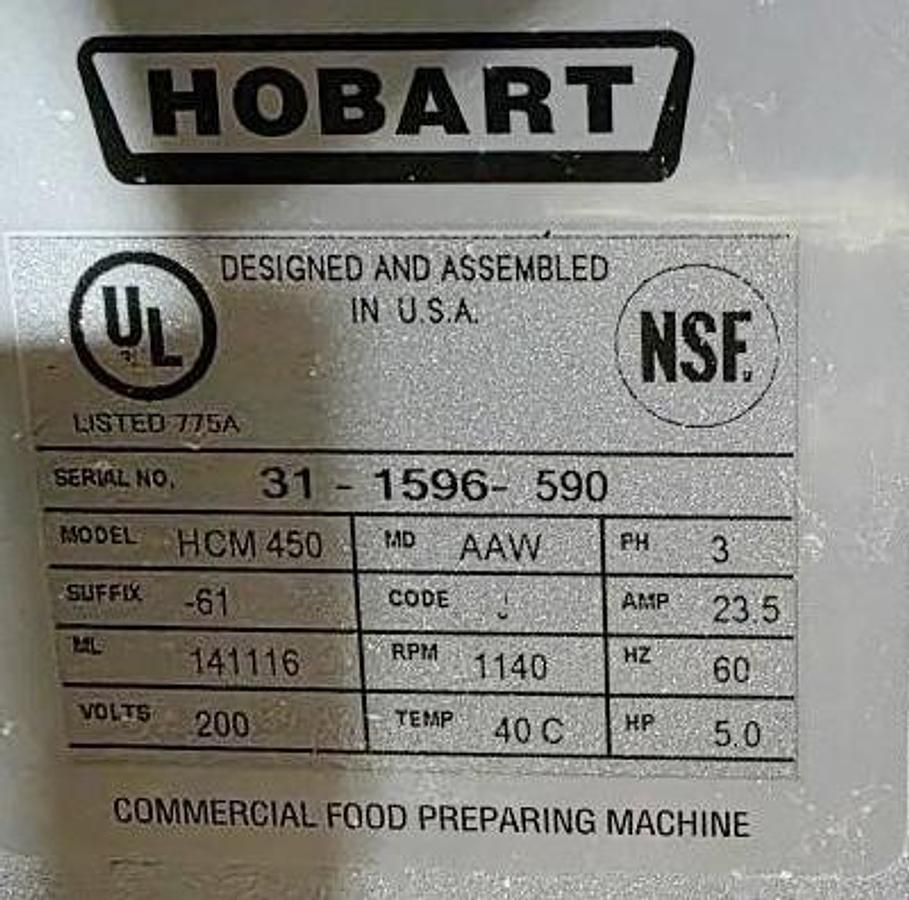 HOBART
UL
DESIGNED AND ASSEMBLED
IN U.S.A.
NSF
LISTED 775A
SERIAL NO. 31 - 1596- 590
MODEL HCM 450 MD AAW PH 3
SUFFIX -61 CODE J AMP 23.5
ML 141116 RPM 1140 HZ 60
VOLTS 200 TEMP 40 C HP 5.0
COMMERCIAL FOOD PREPARING MACHINE